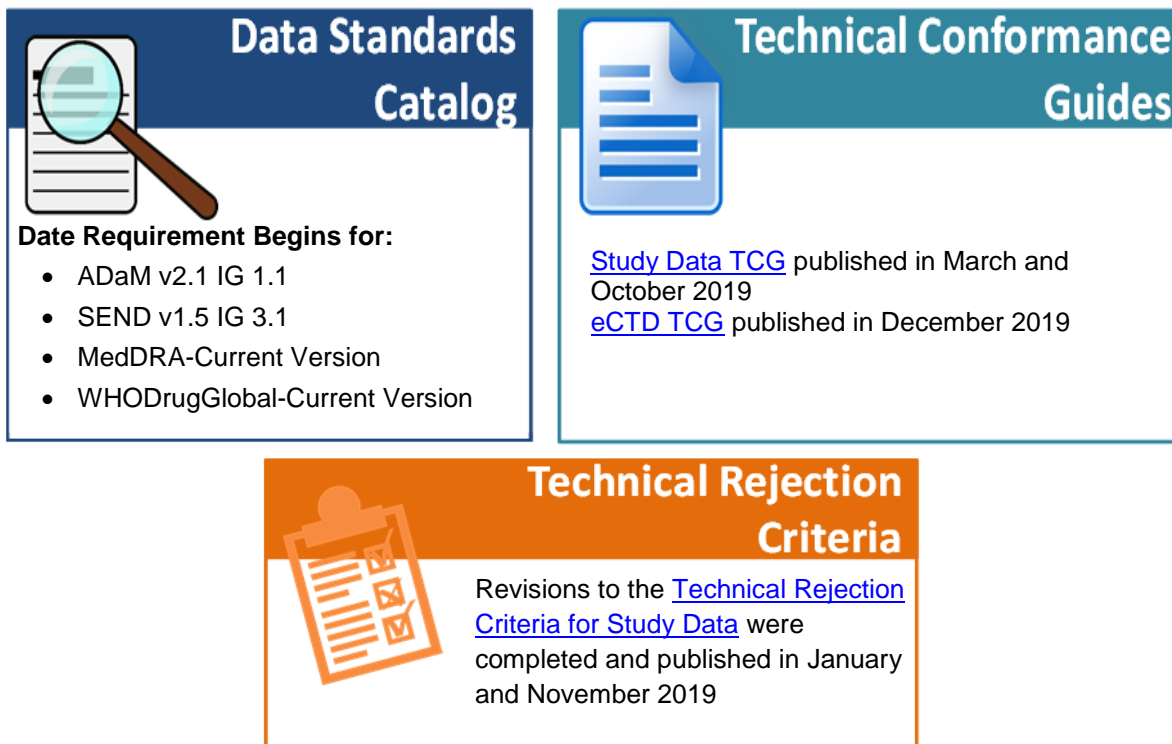 Data Standards
Catalog
Date Requirement Begins for:
• ADaM v2.1 IG 1.1
• SEND v1.5 IG 3.1
• MedDRA-Current Version
• WHODrugGlobal-Current Version
Technical Conformance
Guides
Study Data TCG published in March and
October 2019
eCTD TCG published in December 2019
Technical Rejection
Criteria
Revisions to the Technical Rejection
Criteria for Study Data were
completed and published in January
and November 2019